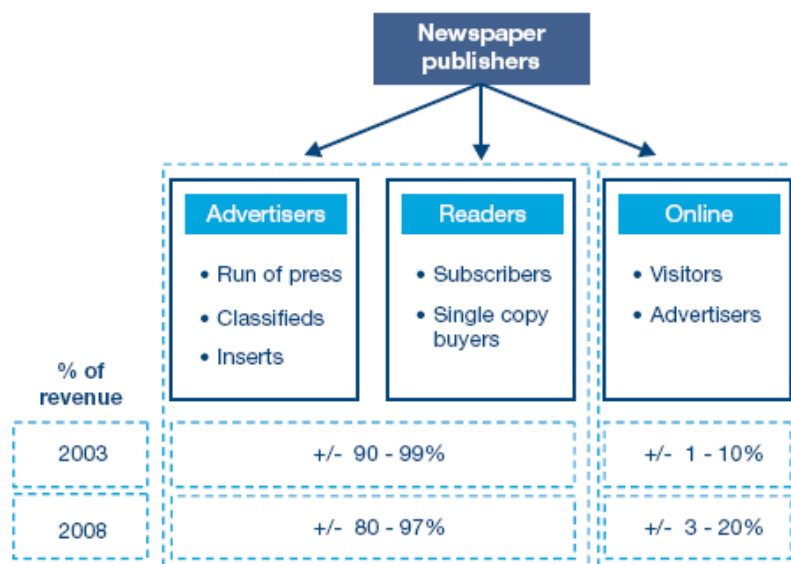 Newspaper
publishers
Advertisers
• Run of press
• Classifieds
• Inserts
Readers
• Subscribers
• Single copy
buyers
Online
• Visitors
• Advertisers
% of
revenue
2003
+/- 90 - 99%
+/- 1 - 10%
2008
+/- 80 - 97%
+/- 3 - 20%